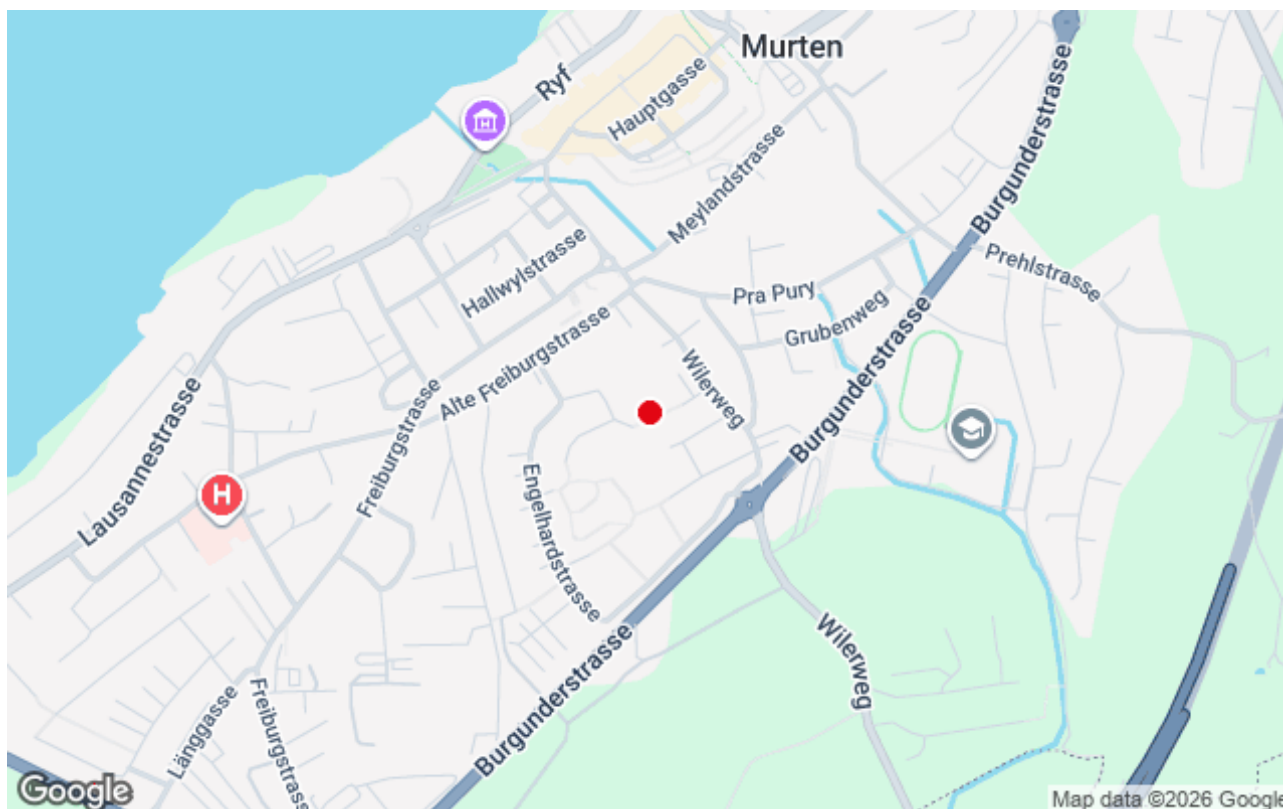 Murten
Ryf
Hauptgasse
Burgunderstrasse
Meylandstrasse
Prehlstrasse
Hallwylstrasse
Pra Pury
Grubenweg
Alte Freiburgstrasse
Wilerweg
Lausannestrasse
Freiburgstrasse
Burgunderstrasse
H
Engelhardstrasse
Wilerweg
Burgunderstrasse
Länggasse
Freiburgstrass
Google
Map data ©2026 Google